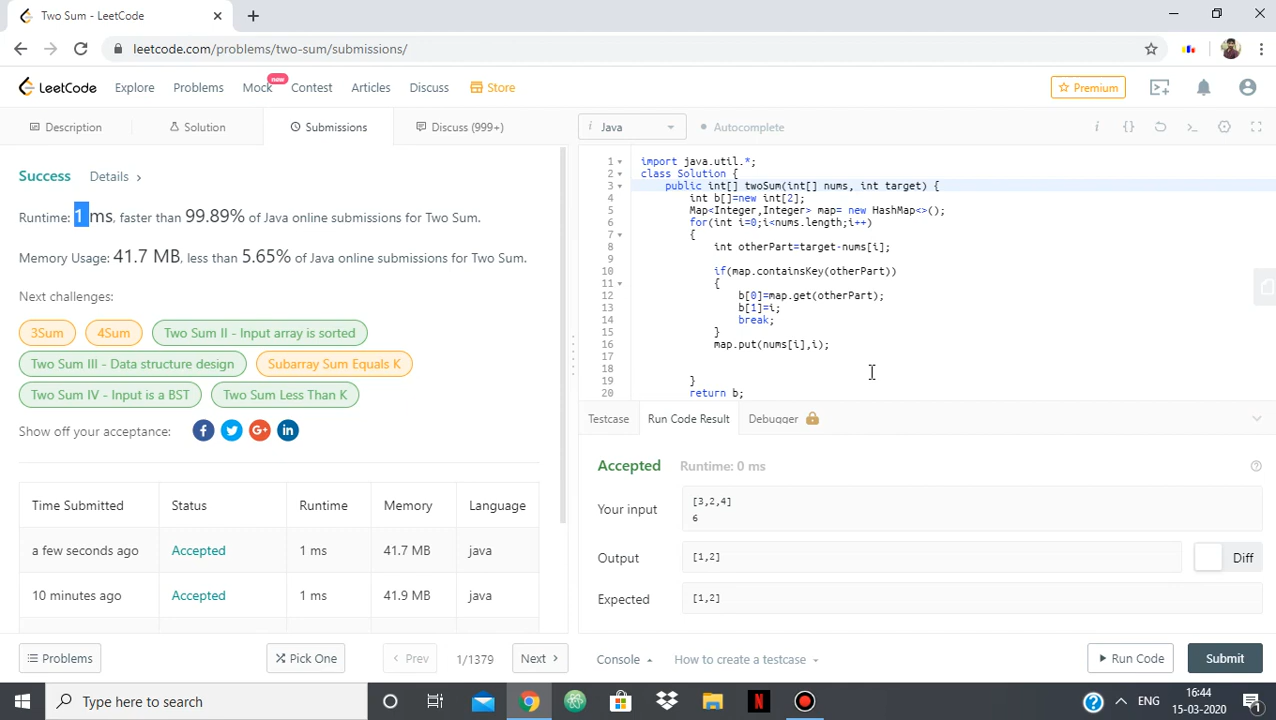 Two Sum - LeetCode
leetcode.com/problems/two-sum/submissions/
LeetCode
Explore
Problems
Mock
new
Contest
Articles
Discuss
Store
Premium
Description
Solution
Submissions
Discuss (999+)
i Java
Autocomplete
Success Details
Runtime: 1 ms, faster than 99.89% of Java online submissions for Two Sum.
Memory Usage: 41.7 MB, less than 5.65% of Java online submissions for Two Sum.
Next challenges:
3Sum 4Sum Two Sum II - Input array is sorted
Two Sum III - Data structure design Subarray Sum Equals K
Two Sum IV - Input is a BST Two Sum Less Than K
Show off your acceptance:
Time Submitted Status Runtime Memory Language
a few seconds ago Accepted 1 ms 41.7 MB java
10 minutes ago Accepted 1 ms 41.9 MB java
Problems
Pick One
Prev
1/1379
Next
1 import java.util.*;
2 class Solution {
3 public int[] twoSum(int[] nums, int target) {
4 int b[]=new int[2];
5 Map<Integer,Integer> map= new HashMap<>();
6 for(int i=0;i<nums.length;i++)
7 {
8 int otherPart=target-nums[i];
9
10 if(map.containsKey(otherPart))
11 {
12 b[0]=map.get(otherPart);
13 b[1]=i;
14 break;
15 }
16 map.put(nums[i],i);
17
18
19 }
20 return b;
Testcase Run Code Result Debugger
Accepted Runtime: 0 ms
Your input
[3,2,4]
6
Output [1,2] Diff
Expected [1,2]
Console
How to create a testcase
Run Code
Submit
Type here to search
ENG
16:44
15-03-2020
1